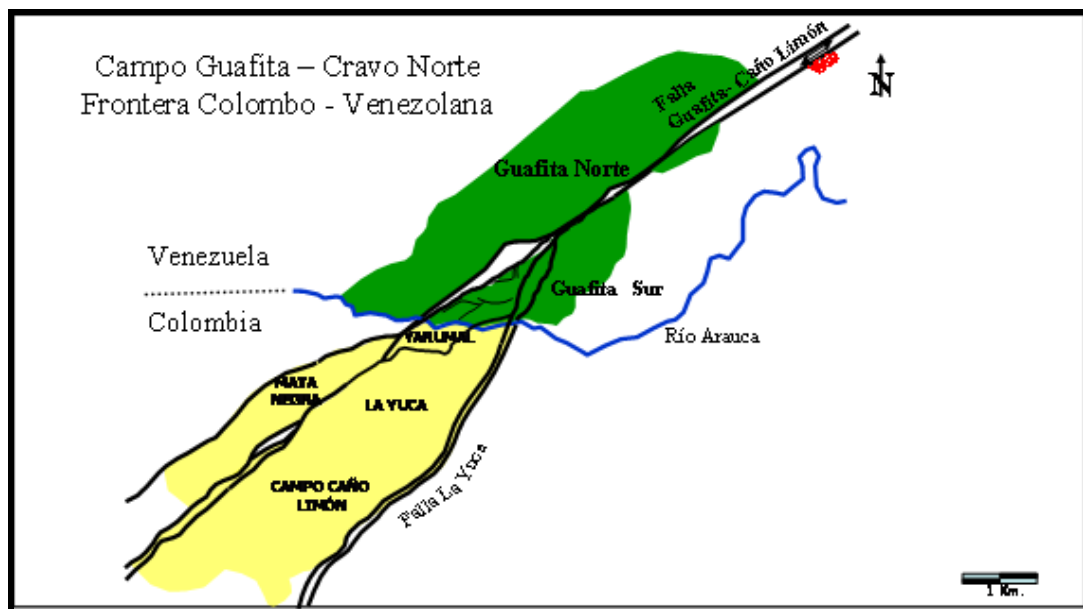 Campo Guafita – Cravo Norte
Frontera Colombo - Venezolana
Falla
Guafita- Caño Limón
N
Guafita Norte
Venezuela
Guafita Sur
Colombia
Río Arauca
YARUMAL
MATA
NEGRA
LA YUCA
CAMPO CAÑO
LIMÓN
Falla La Yuca
1 Km.